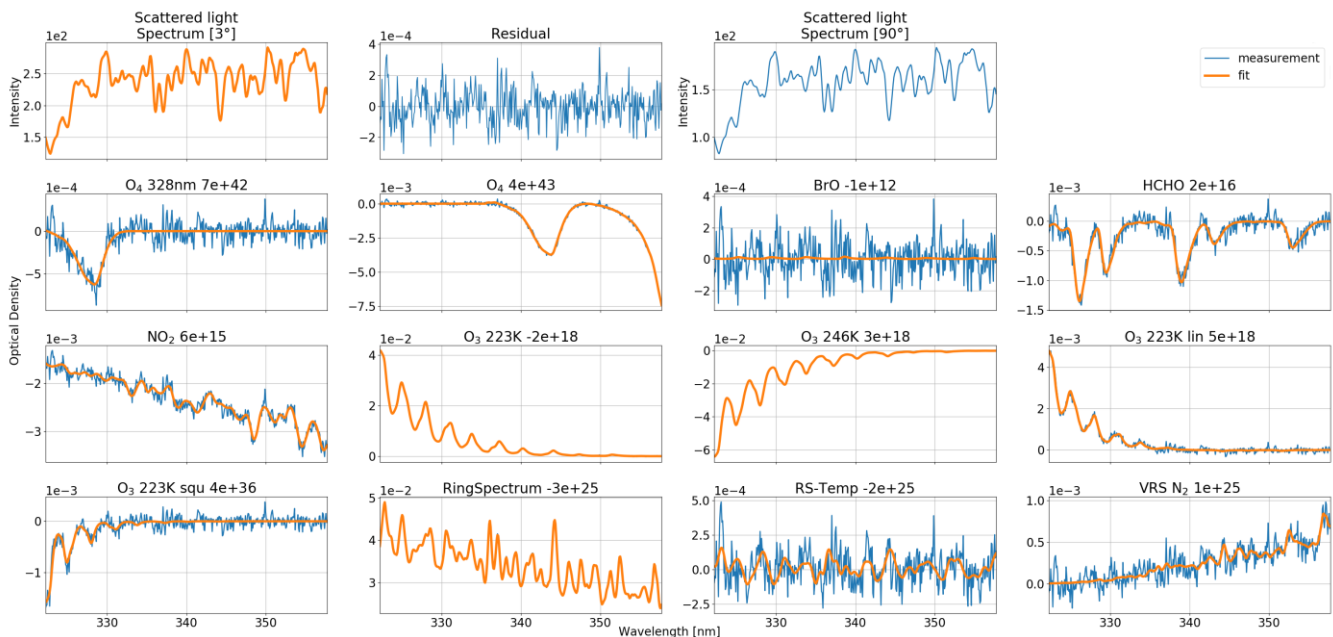 Scattered light
Spectrum [3°]
1e2
2.5
2.0
1.5
Intensity
Residual
1e−4
4
2
0
−2
Scattered light
Spectrum [90°]
1e2
1.5
1.0
Intensity
measurement
fit
O₄ 328nm 7e+42
1e−4
0
−5
O₄ 4e+43
1e−3
0.0
−2.5
−5.0
−7.5
BrO -1e+12
1e−4
4
2
0
−2
HCHO 2e+16
1e−3
0.0
−0.5
−1.0
−1.5
Optical Density
NO₂ 6e+15
1e−3
−2
−3
O₃ 223K -2e+18
1e−2
4
2
0
O₃ 246K 3e+18
1e−2
0
−2
−4
−6
O₃ 223K lin 5e+18
1e−3
4
2
0
O₃ 223K squ 4e+36
1e−3
0
−1
330 340 350
RingSpectrum -3e+25
1e−2
5
4
3
330 340 350
RS-Temp -2e+25
1e−4
5.0
2.5
0.0
−2.5
330 340 350
VRS N₂ 1e+25
1e−3
1.0
0.5
0.0
330 340 350
Wavelength [nm]